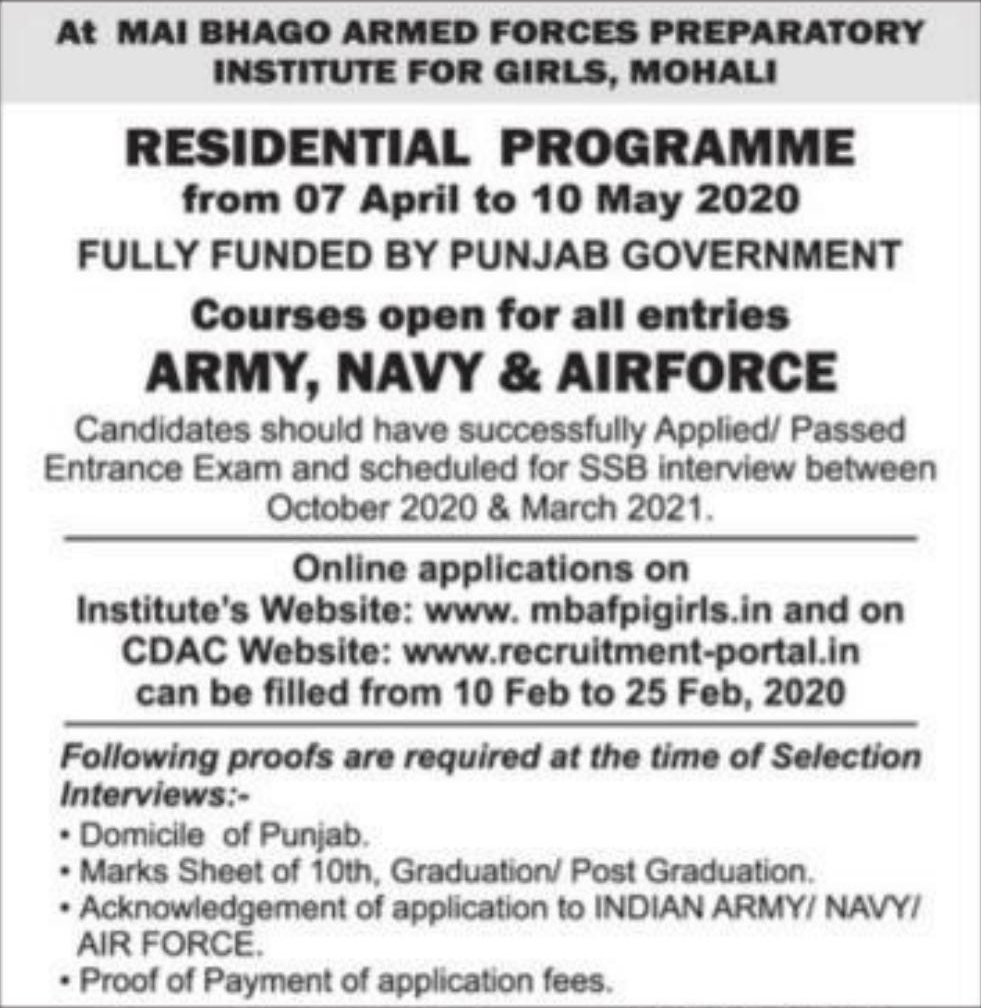 At MAI BHAGO ARMED FORCES PREPARATORY
INSTITUTE FOR GIRLS, MOHALI
RESIDENTIAL PROGRAMME
from 07 April to 10 May 2020
FULLY FUNDED BY PUNJAB GOVERNMENT
Courses open for all entries
ARMY, NAVY & AIRFORCE
Candidates should have successfully Applied/ Passed
Entrance Exam and scheduled for SSB interview between
October 2020 & March 2021.
Online applications on
Institute's Website: www. mbafpigirls.in and on
CDAC Website: www.recruitment-portal.in
can be filled from 10 Feb to 25 Feb, 2020
Following proofs are required at the time of Selection
Interviews:-
• Domicile of Punjab.
• Marks Sheet of 10th, Graduation/ Post Graduation.
• Acknowledgement of application to INDIAN ARMY/ NAVY/
AIR FORCE.
• Proof of Payment of application fees.